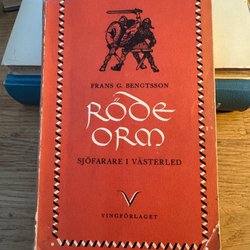 FRANS G. BENGTSSON
RÖDE
ORM
SJÖFARARE I VÄSTERLED
VINGFÖRLAGET